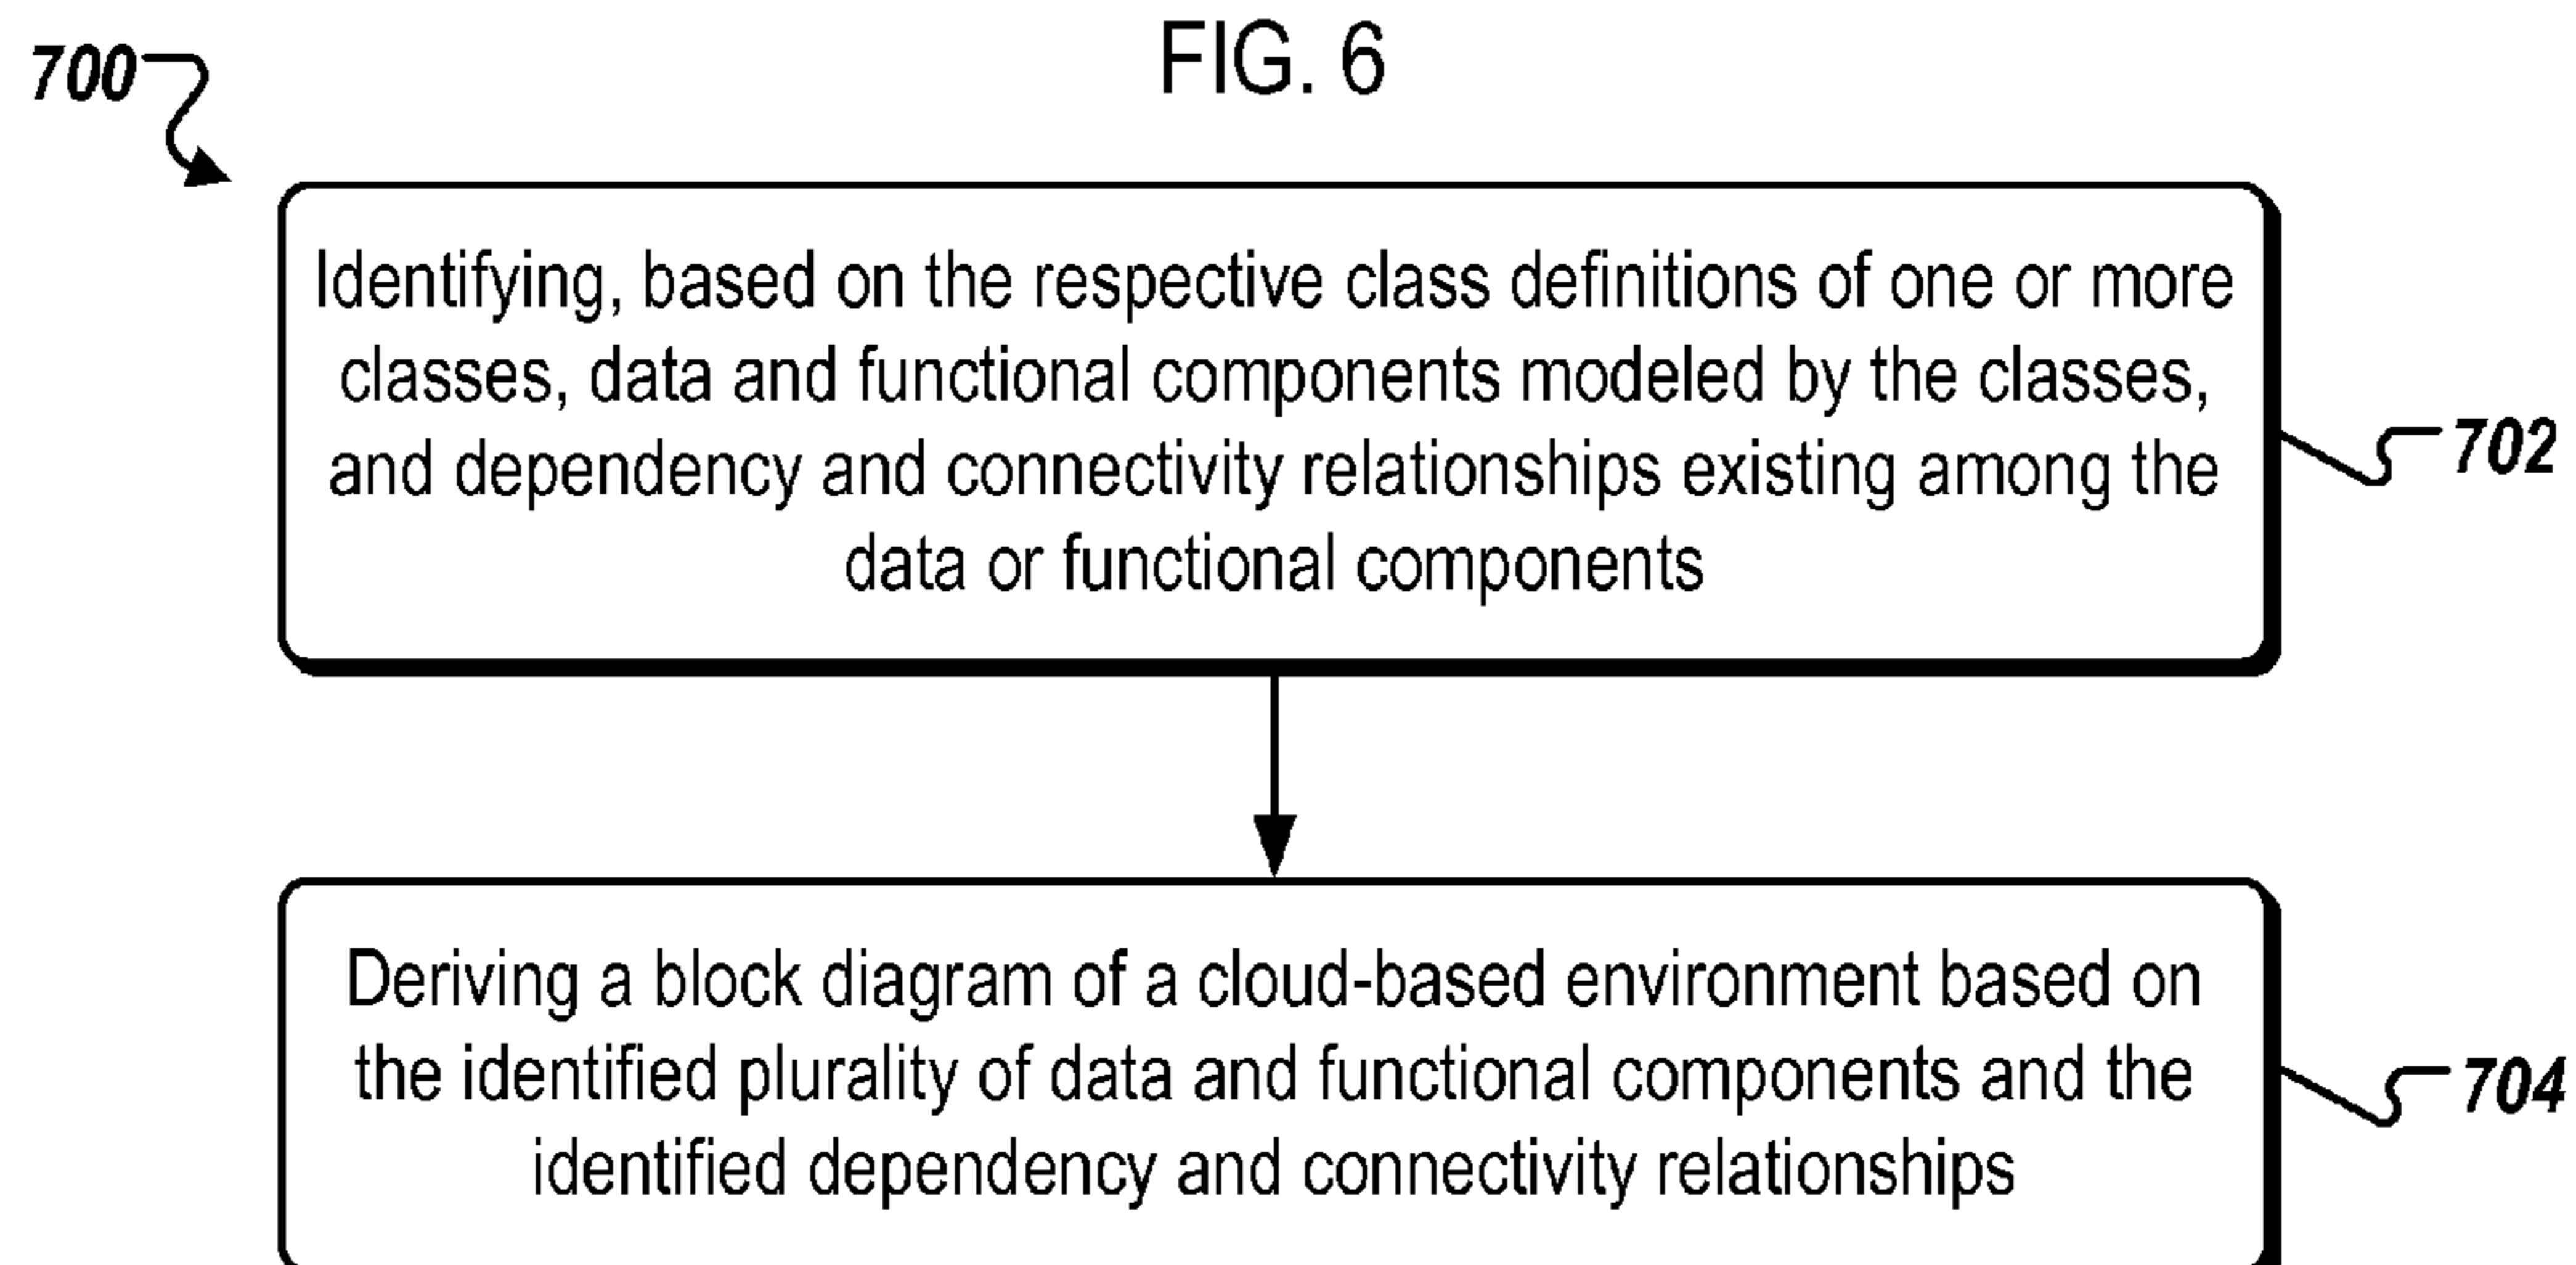 FIG. 6
700
Identifying, based on the respective class definitions of one or more
classes, data and functional components modeled by the classes,
and dependency and connectivity relationships existing among the
data or functional components
702
Deriving a block diagram of a cloud-based environment based on
the identified plurality of data and functional components and the
identified dependency and connectivity relationships
704